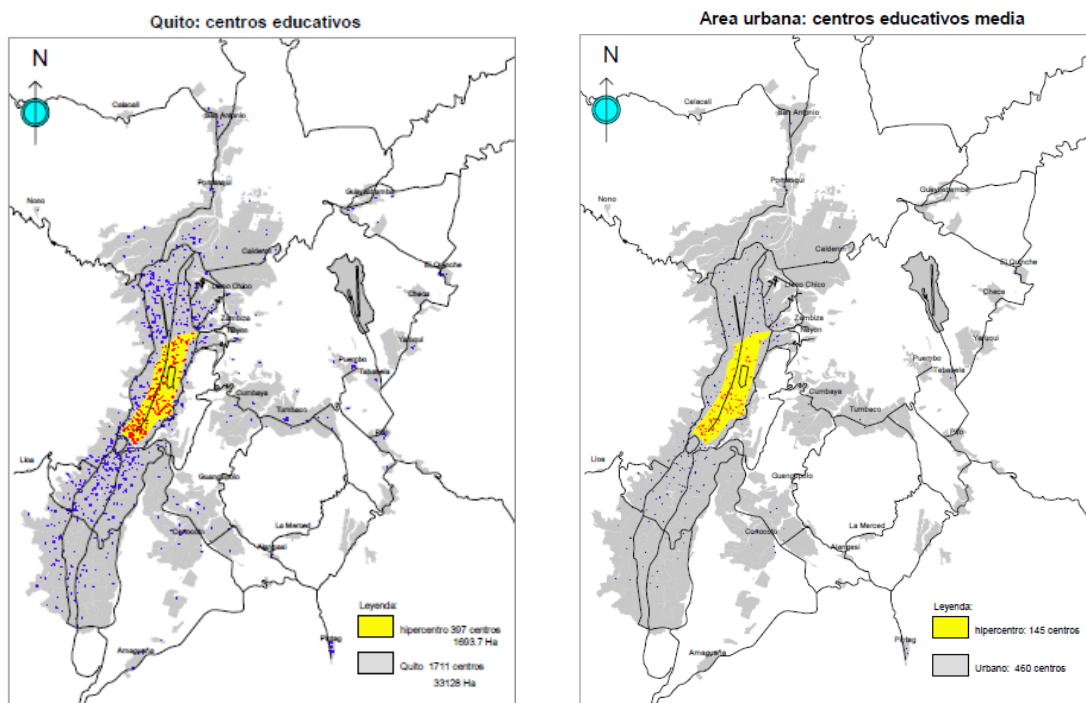 Quito: centros educativos
N
Calacali
San Antonio
Pomasqui
Guayllabamba
Nono
Calderon
El Quinche
Llano Chico
Checa
Zambiza
Nayon
Yaruqui
Puembo
Tababela
Cumbaya
Tumbaco
Pifo
Lloa
Guangopolo
La Merced
Conocoto
Alangasi
Leyenda:
hipercentro 397 centros
1693.7 Ha
Pintag
Amaguaña
Quito 1711 centros
33128 Ha
Area urbana: centros educativos media
N
Calacali
San Antonio
Pomasqui
Guayllabamba
Nono
Calderon
El Quinche
Llano Chico
Checa
Zambiza
Nayon
Yaruqui
Puembo
Tababela
Cumbaya
Tumbaco
Pifo
Lloa
Guangopolo
La Merced
Conocoto
Alangasi
Leyenda:
hipercentro: 145 centros
Pintag
Amaguaña
Urbano: 460 centros